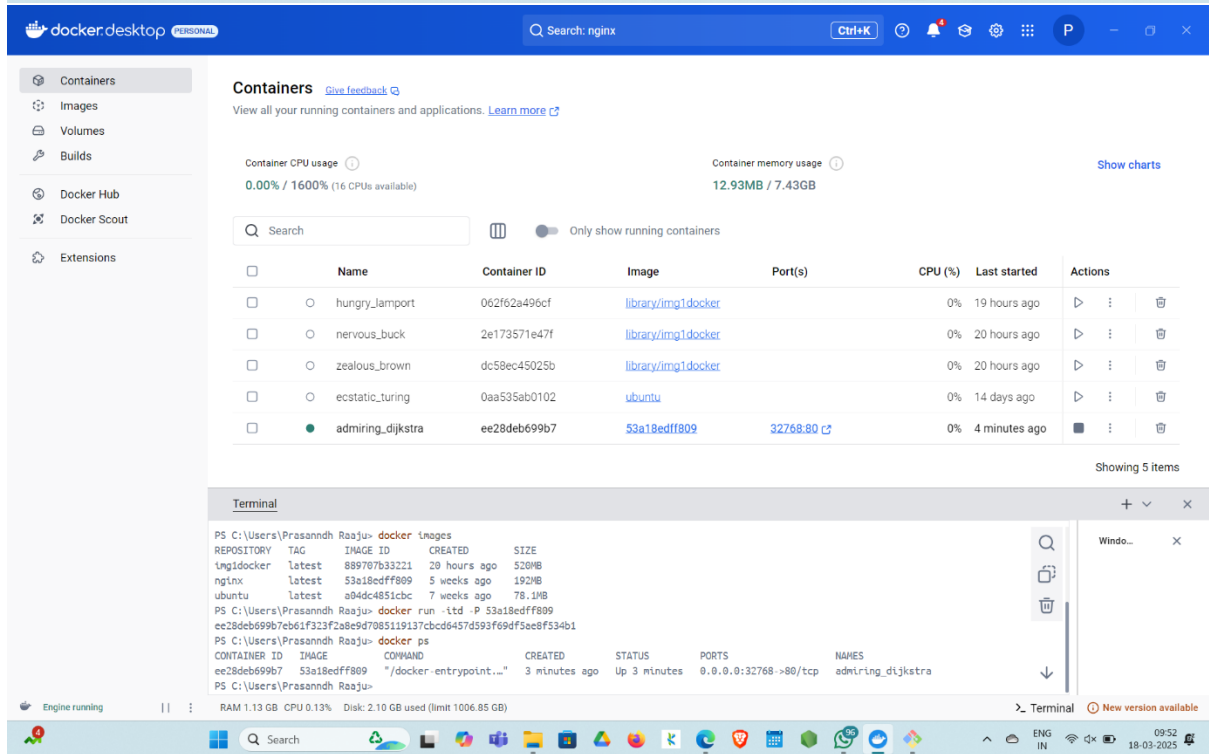 docker.desktop PERSONAL
Search: nginx
Ctrl+K
4
P
Containers
Images
Volumes
Builds
Docker Hub
Docker Scout
Extensions
Containers Give feedback
View all your running containers and applications. Learn more
Container CPU usage
0.00% / 1600% (16 CPUs available)
Container memory usage
12.93MB / 7.43GB
Show charts
Search
Only show running containers
Name Container ID Image Port(s) CPU (%) Last started Actions
hungry_lamport 062f62a496cf library/img1docker 0% 19 hours ago
nervous_buck 2e173571e47f library/img1docker 0% 20 hours ago
zealous_brown dc58ec45025b library/img1docker 0% 20 hours ago
ecstatic_turing 0aa535ab0102 ubuntu 0% 14 days ago
admiring_dijkstra ee28deb699b7 53a18edff809 32768:80 0% 4 minutes ago
Showing 5 items
Terminal
PS C:\Users\Prasanndh Raaju> docker images
REPOSITORY TAG IMAGE ID CREATED SIZE
img1docker latest 889707b33221 20 hours ago 520MB
nginx latest 53a18edff809 5 weeks ago 192MB
ubuntu latest a04dc4851cbc 7 weeks ago 78.1MB
PS C:\Users\Prasanndh Raaju> docker run -itd -P 53a18edff809
ee28deb699b7eb61f323f2a8e9d7085119137cbcd6457d593f69df5ae8f534b1
PS C:\Users\Prasanndh Raaju> docker ps
CONTAINER ID IMAGE COMMAND CREATED STATUS PORTS NAMES
ee28deb699b7 53a18edff809 "/docker-entrypoint.…" 3 minutes ago Up 3 minutes 0.0.0.0:32768->80/tcp admiring_dijkstra
PS C:\Users\Prasanndh Raaju>
Windo...
Engine running
RAM 1.13 GB CPU 0.13% Disk: 2.10 GB used (limit 1006.85 GB)
Terminal
New version available
Search
96
ENG
IN
09:52
18-03-2025